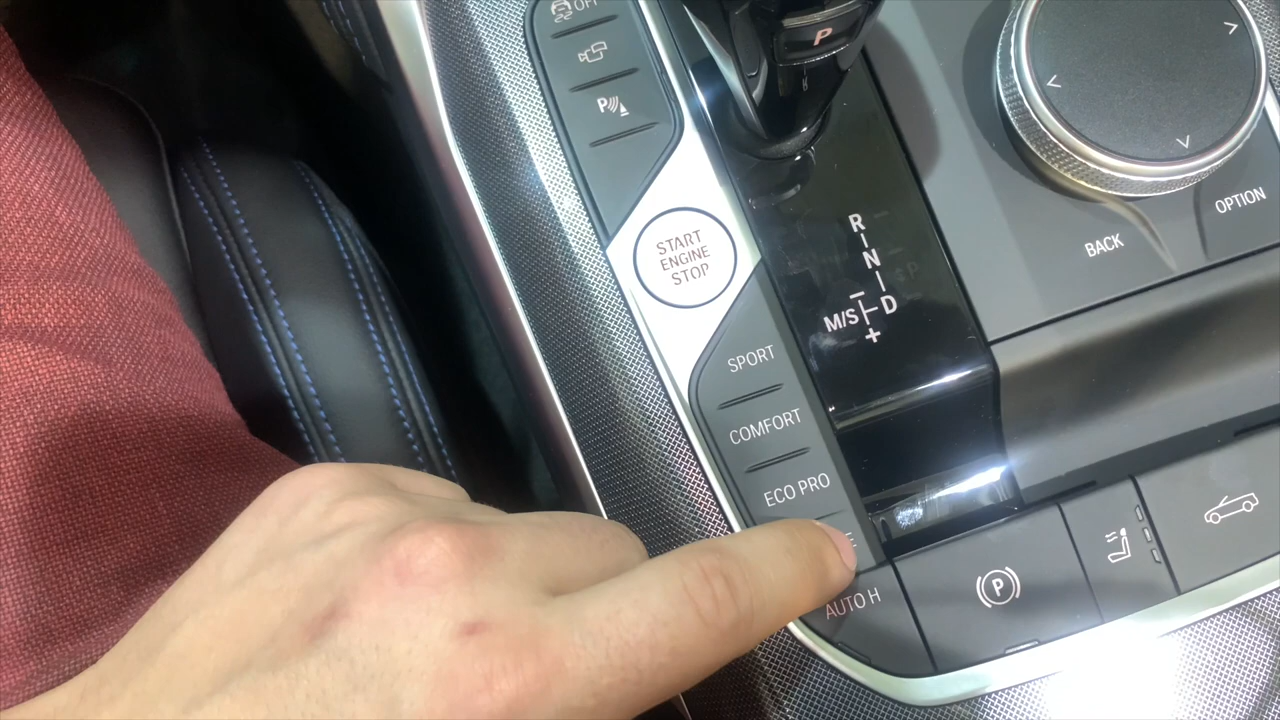 OFF
P
P
START
ENGINE
STOP
R
N
M/S
D
+
BACK
OPTION
SPORT
COMFORT
ECO PRO
AUTO H
P